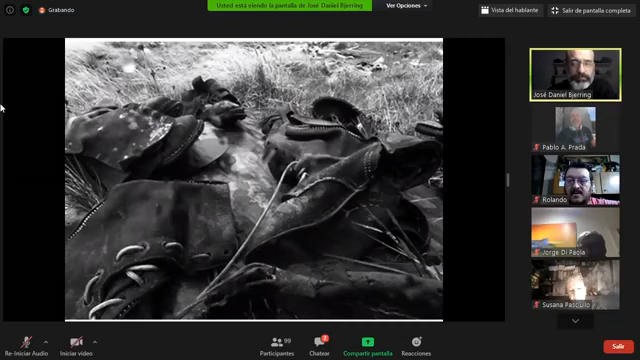 Grabando
Usted está viendo la pantalla de José Daniel Bjerring
Ver Opciones
Vista del hablante
Salir de pantalla completa
José Daniel Bjerring
Pablo A. Prada
Rolando
Jorge Di Paola
Susana Pasciullo
Re-Iniciar Audio
Iniciar video
Participantes
99
Chatear
2
Compartir pantalla
Reacciones
Salir